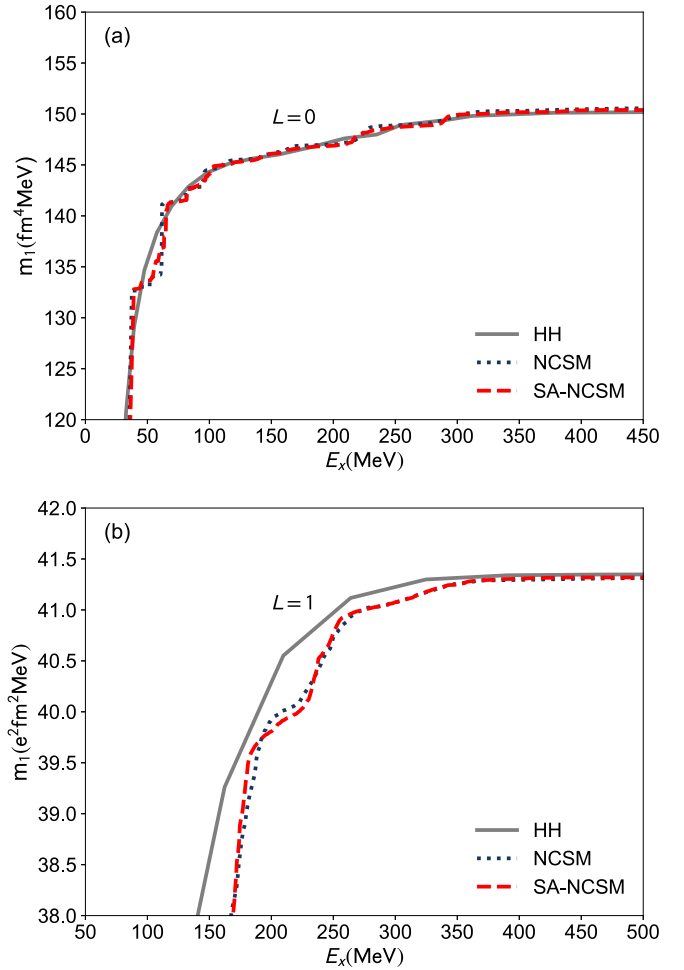 (a)
L=0
m₁(fm⁴MeV)
160
155
150
145
140
135
130
125
120
0 50 100 150 200 250 300 350 400 450
Eₓ(MeV)
HH
NCSM
SA-NCSM
(b)
L=1
m₁(e²fm²MeV)
42.0
41.5
41.0
40.5
40.0
39.5
39.0
38.5
38.0
50 100 150 200 250 300 350 400 450 500
Eₓ(MeV)
HH
NCSM
SA-NCSM